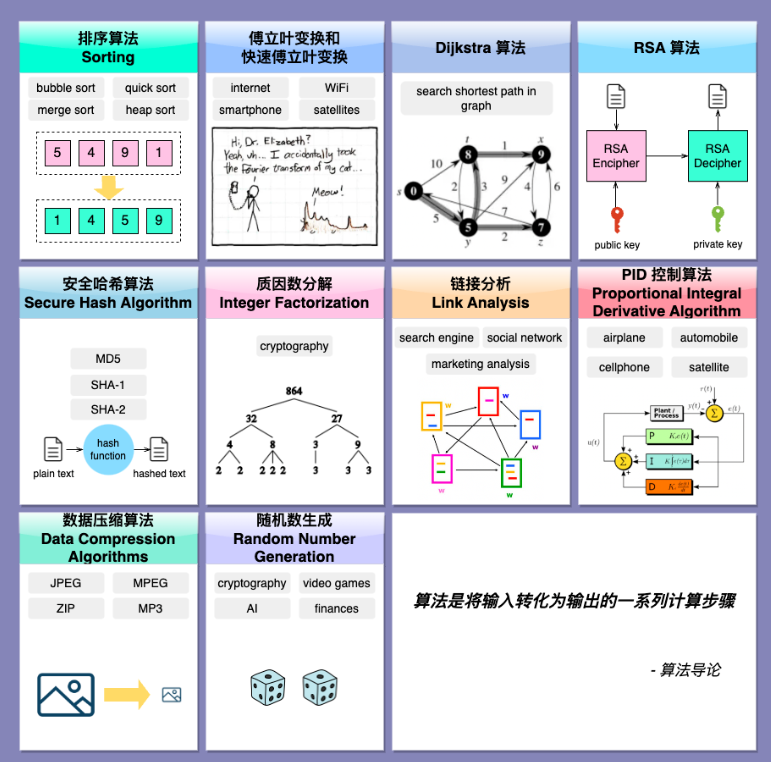 排序算法
Sorting
bubble sort
quick sort
merge sort
heap sort
5 4 9 1
1 4 5 9
傅立叶变换和
快速傅立叶变换
internet
WiFi
smartphone
satellites
Hi, Dr. Elizabeth?
Yeah, uh... I accidentally took
the Fourier transform of my cat...
Meow!
Dijkstra 算法
search shortest path in
graph
t
x
8
1
9
10
2
3
9
4
6
s
0
5
7
5
2
7
y
z
RSA 算法
RSA
Encipher
RSA
Decipher
public key
private key
安全哈希算法
Secure Hash Algorithm
MD5
SHA-1
SHA-2
hash
function
plain text
hashed text
质因数分解
Integer Factorization
cryptography
864
32
27
4
8
3
9
2 2 2 2 2 3 3 3
链接分析
Link Analysis
search engine
social network
marketing analysis
w
w
w
w
w
PID 控制算法
Proportional Integral
Derivative Algorithm
airplane
automobile
cellphone
satellite
r(t)
Plant /
Process
y(t)
Σ
e(t)
u(t)
P
I
D
Σ
数据压缩算法
Data Compression
Algorithms
JPEG
MPEG
ZIP
MP3
随机数生成
Random Number
Generation
cryptography
video games
AI
finances
算法是将输入转化为输出的一系列计算步骤
- 算法导论